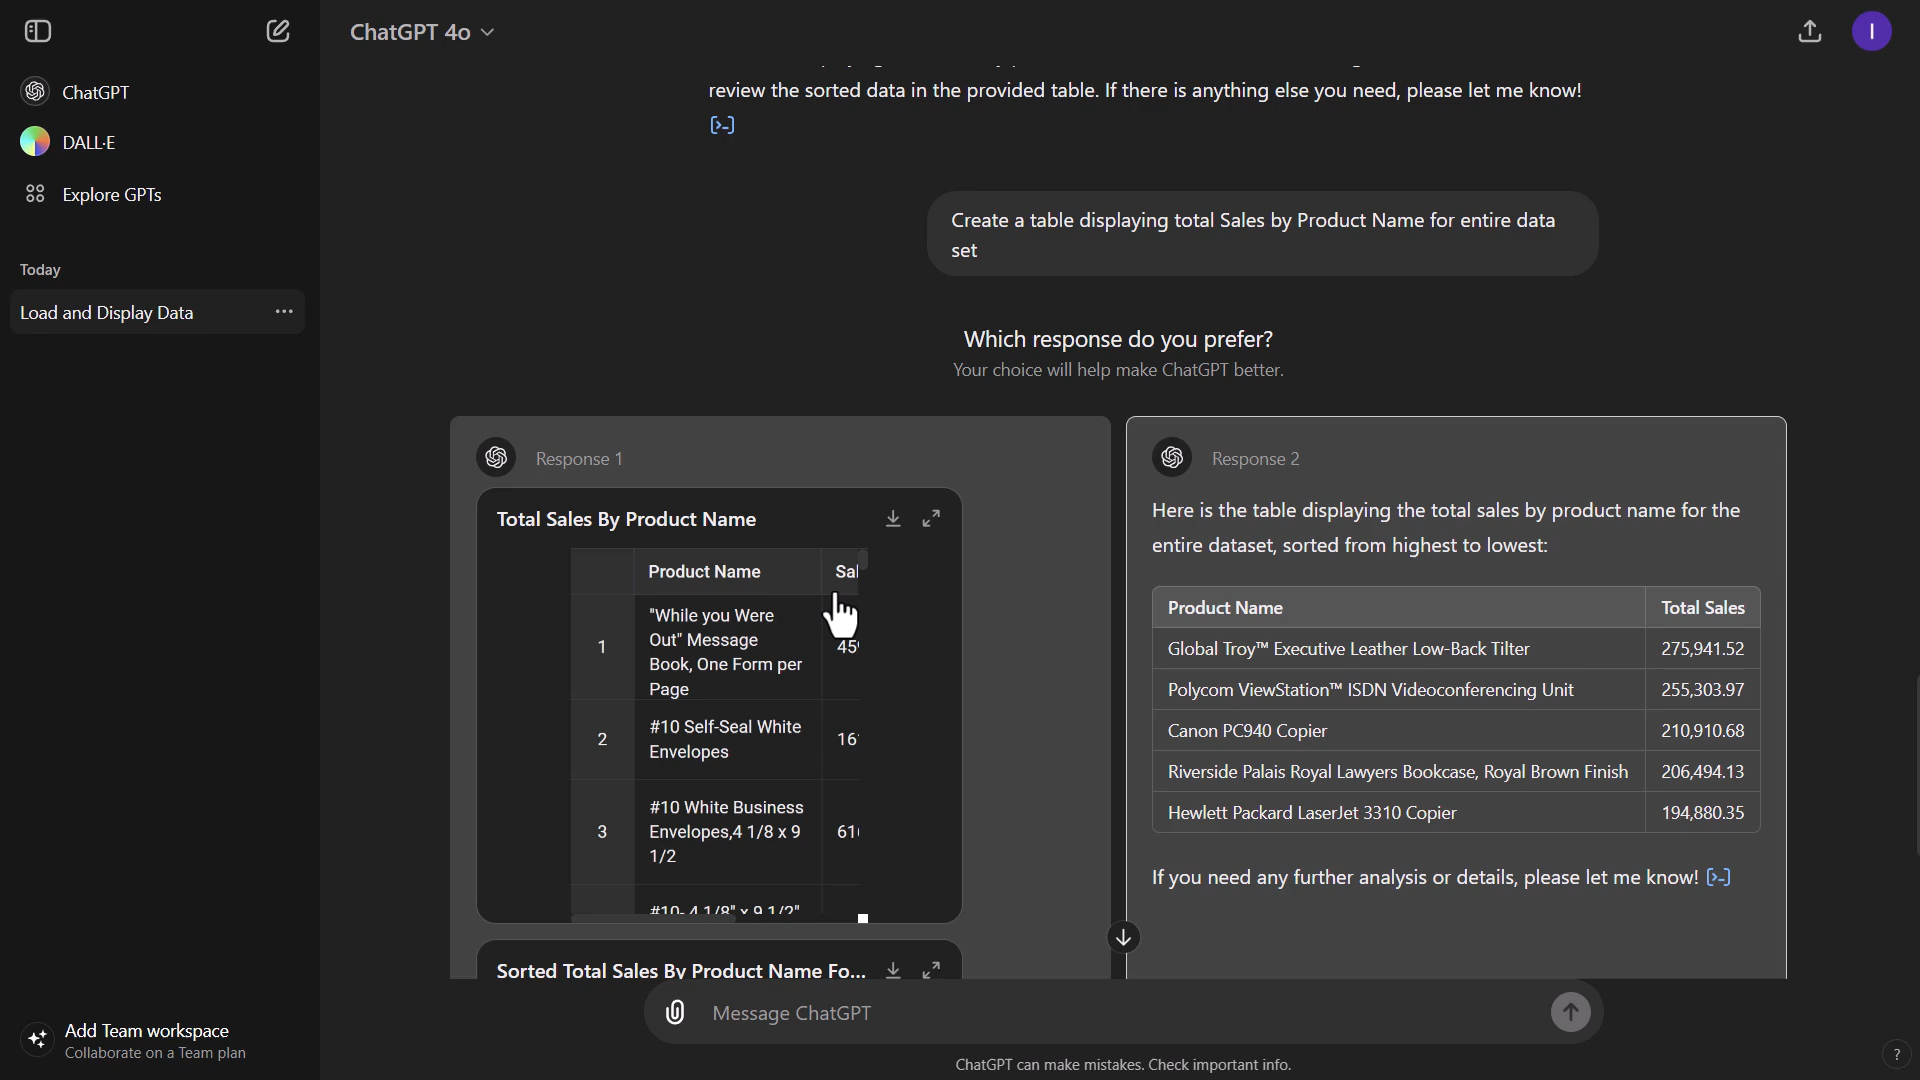 ChatGPT 4o
I
ChatGPT
DALL·E
Explore GPTs
Today
Load and Display Data
review the sorted data in the provided table. If there is anything else you need, please let me know!
[>-]
Create a table displaying total Sales by Product Name for entire data
set
Which response do you prefer?
Your choice will help make ChatGPT better.
Response 1
Total Sales By Product Name
Product Name Sal
1 "While you Were
Out" Message
Book, One Form per
Page
2 #10 Self-Seal White
Envelopes
3 #10 White Business
Envelopes,4 1/8 x 9
1/2
#10- 4 1/8" x 9 1/2"
Sorted Total Sales By Product Name Fo...
Response 2
Here is the table displaying the total sales by product name for the
entire dataset, sorted from highest to lowest:
Product Name Total Sales
Global Troy™ Executive Leather Low-Back Tilter 275,941.52
Polycom ViewStation™ ISDN Videoconferencing Unit 255,303.97
Canon PC940 Copier 210,910.68
Riverside Palais Royal Lawyers Bookcase, Royal Brown Finish 206,494.13
Hewlett Packard LaserJet 3310 Copier 194,880.35
If you need any further analysis or details, please let me know! [>-]
Message ChatGPT
ChatGPT can make mistakes. Check important info.
?
Add Team workspace
Collaborate on a Team plan